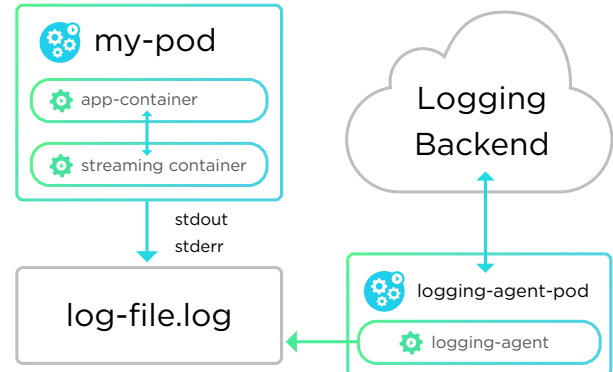 my-pod
app-container
streaming container
stdout
stderr
log-file.log
Logging
Backend
logging-agent-pod
logging-agent